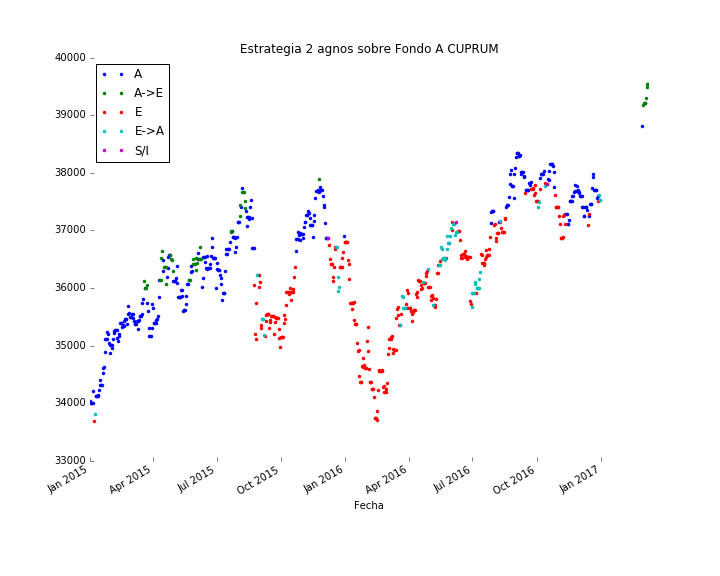 Estrategia 2 agnos sobre Fondo A CUPRUM
40000
39000
38000
37000
36000
35000
34000
33000
A
A->E
E
E->A
S/I
Jan 2015
Apr 2015
Jul 2015
Oct 2015
Jan 2016
Apr 2016
Jul 2016
Oct 2016
Jan 2017
Fecha